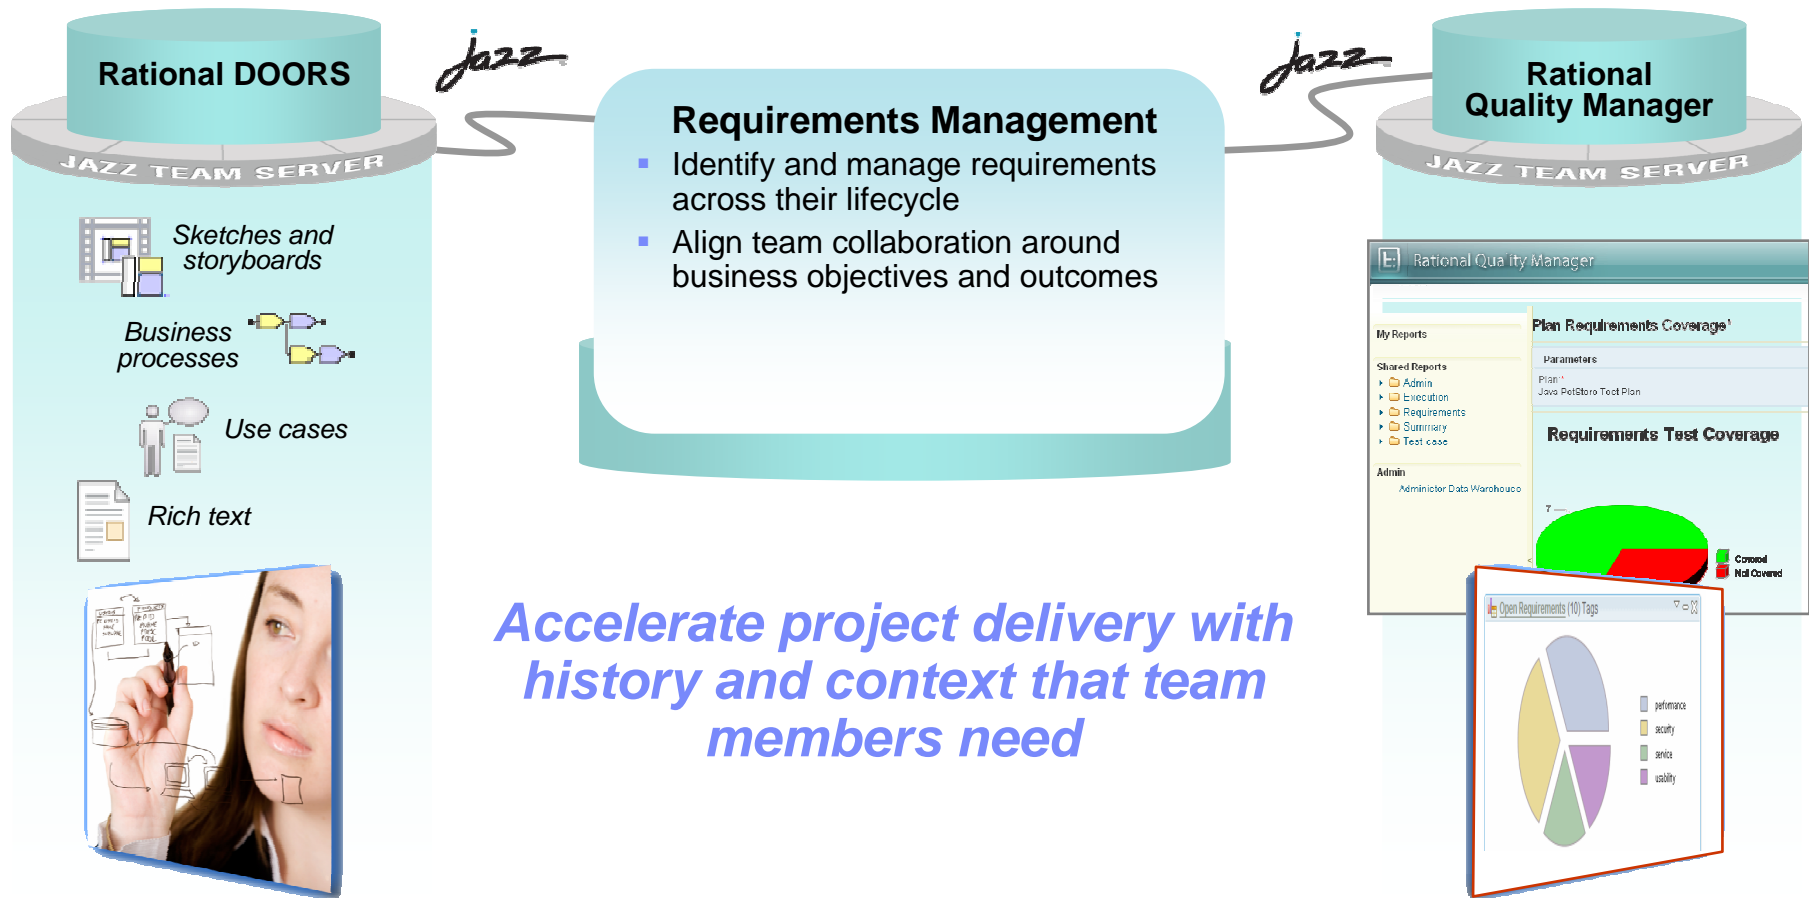 Rational DOORS
JAZZ TEAM SERVER
Sketches and
storyboards
Business
processes
Use cases
Rich text
Jazz
Requirements Management
Identify and manage requirements
across their lifecycle
Align team collaboration around
business objectives and outcomes
Accelerate project delivery with
history and context that team
members need
Jazz
Rational
Quality Manager
JAZZ TEAM SERVER
Rational Quality Manager
My Reports
Shared Reports
Admin
Execution
Requirements
Summary
Test case
Admin
Plan Requirements Coverage*
Parameters
Plan*
Java PetStore Test Plan
Requirements Test Coverage
7
Covered
Not Covered
Open Requirements (10) Tags
performance
security
service
usability